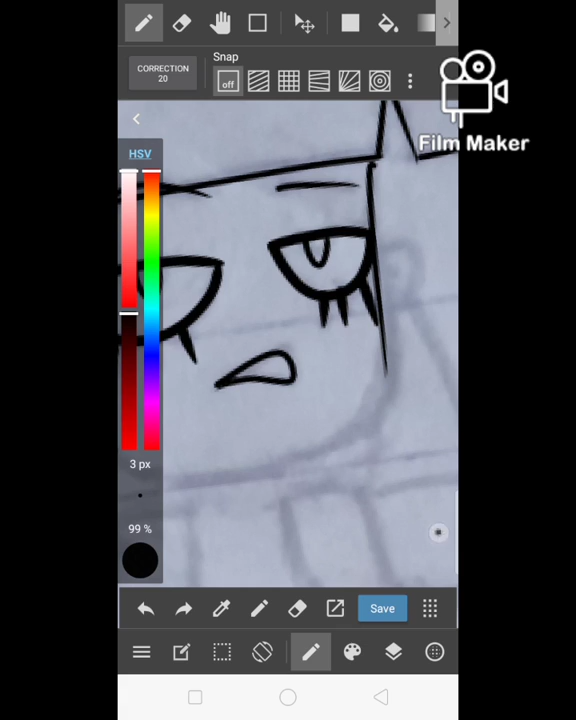 Snap
CORRECTION
20
off
Film Maker
HSV
3 px
99 %
Save